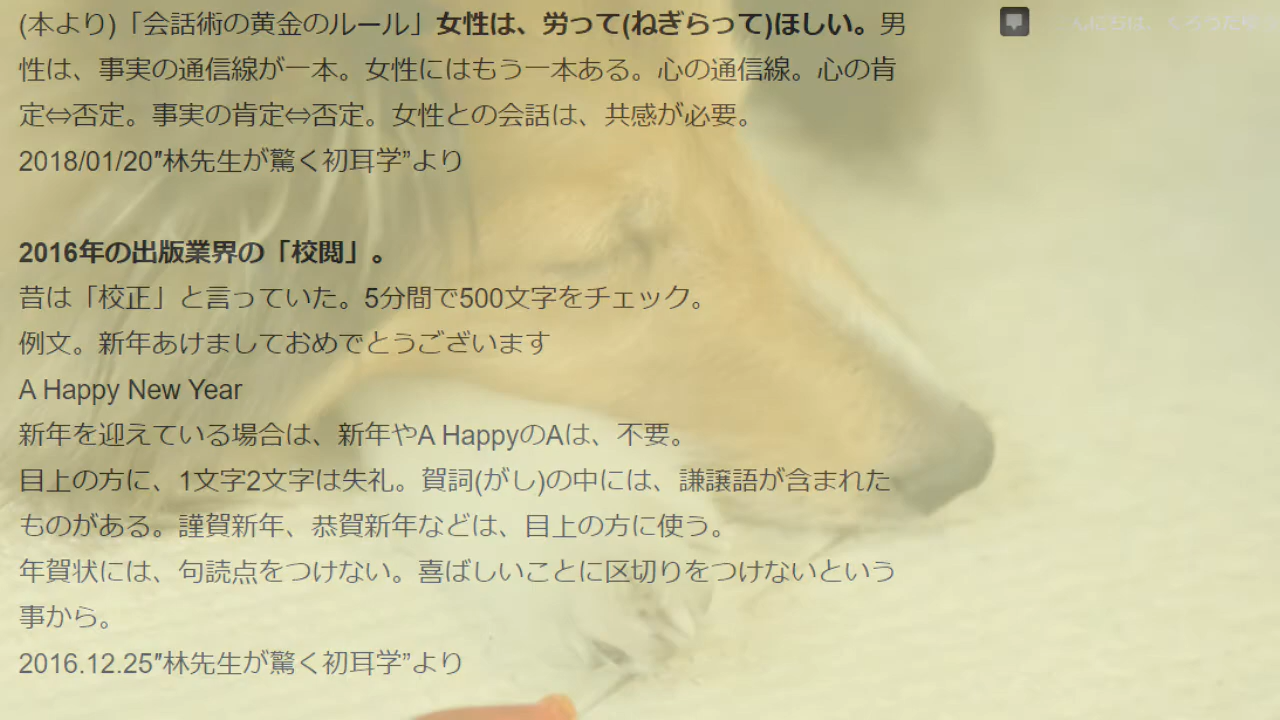 (本より)「会話術の黄金のルール」女性は、労って(ねぎらって)ほしい。男
性は、事実の通信線が一本。女性にはもう一本ある。心の通信線。心の肯
定⇔否定。事実の肯定⇔否定。女性との会話は、共感が必要。
2018/01/20″林先生が驚く初耳学”より
2016年の出版業界の「校閲」。
昔は「校正」と言っていた。5分間で500文字をチェック。
例文。新年あけましておめでとうございます
A Happy New Year
新年を迎えている場合は、新年やA HappyのAは、不要。
目上の方に、1文字2文字は失礼。賀詞(がし)の中には、謙譲語が含まれた
ものがある。謹賀新年、恭賀新年などは、目上の方に使う。
年賀状には、句読点をつけない。喜ばしいことに区切りをつけないという
事から。
2016.12.25″林先生が驚く初耳学”より